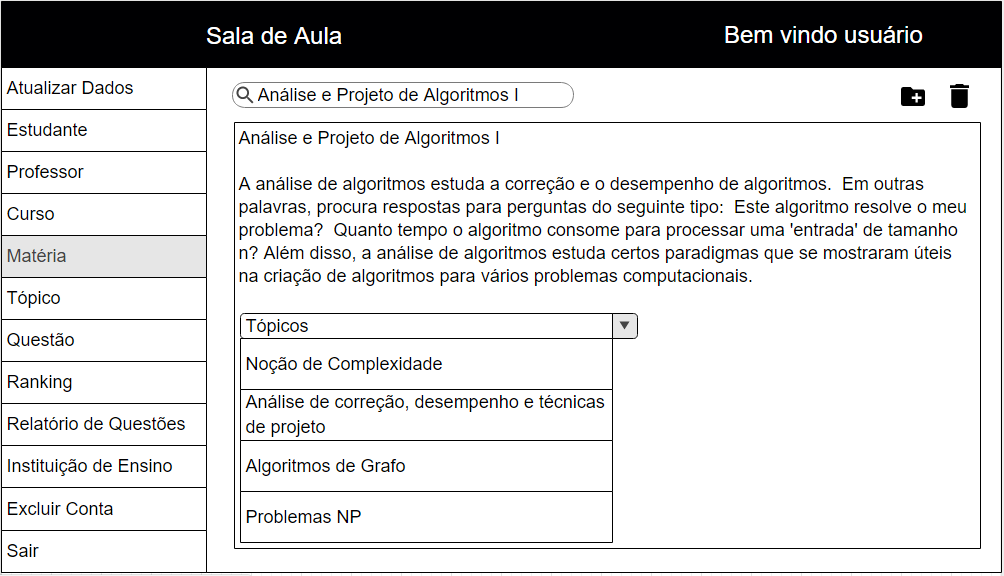 Sala de Aula
Bem vindo usuário
Atualizar Dados
Estudante
Professor
Curso
Matéria
Tópico
Questão
Ranking
Relatório de Questões
Instituição de Ensino
Excluir Conta
Sair
Análise e Projeto de Algoritmos I
Análise e Projeto de Algoritmos I
A análise de algoritmos estuda a correção e o desempenho de algoritmos.  Em outras
palavras, procura respostas para perguntas do seguinte tipo:  Este algoritmo resolve o meu
problema?  Quanto tempo o algoritmo consome para processar uma 'entrada' de tamanho
n? Além disso, a análise de algoritmos estuda certos paradigmas que se mostraram úteis
na criação de algoritmos para vários problemas computacionais.
Tópicos
Noção de Complexidade
Análise de correção, desempenho e técnicas
de projeto
Algoritmos de Grafo
Problemas NP